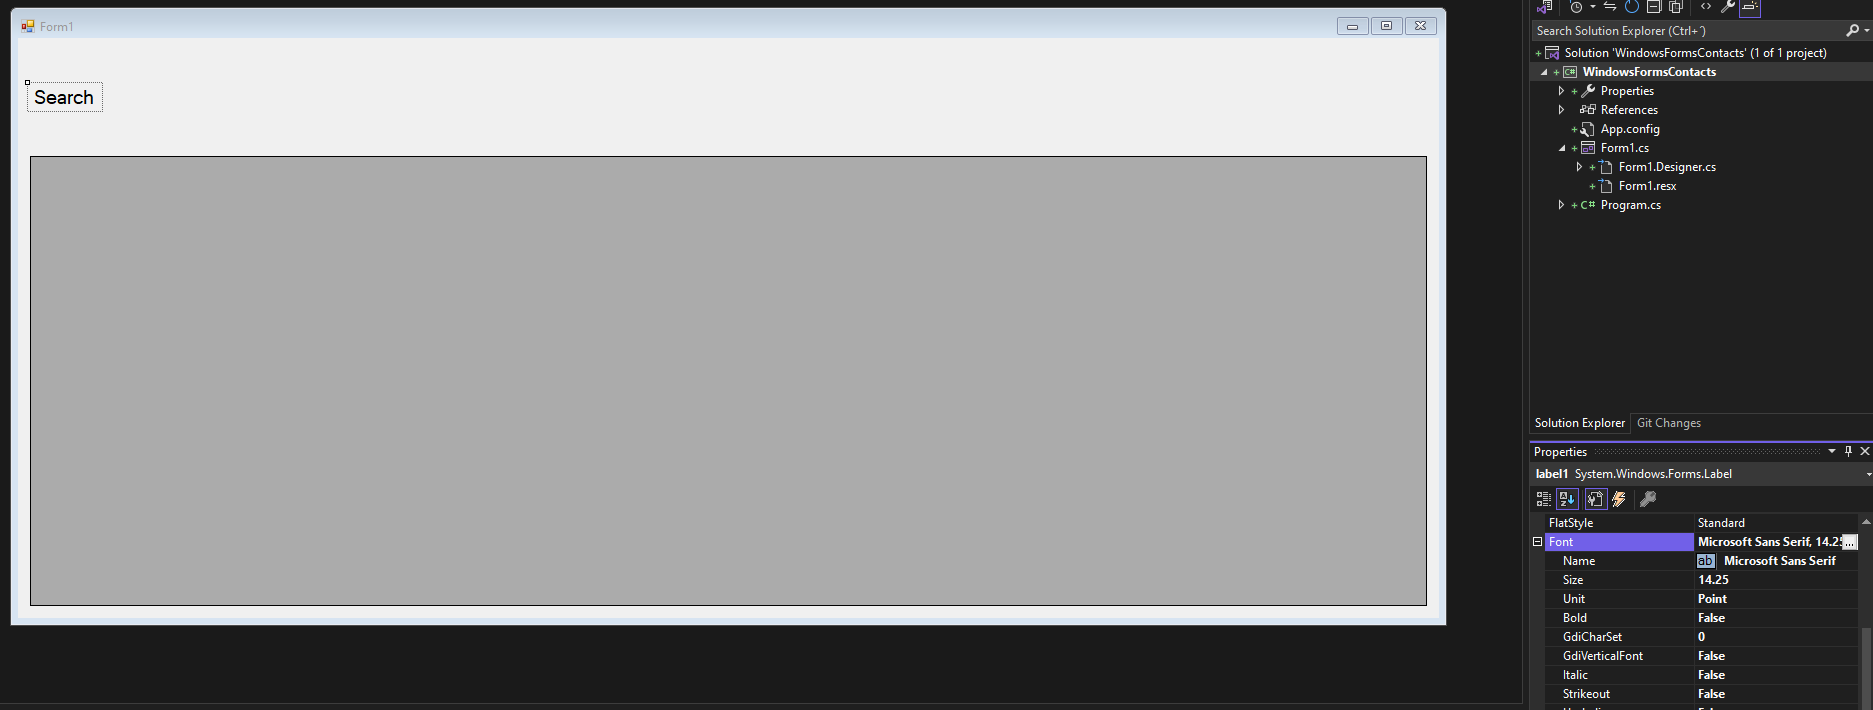 Form1
Search
Search Solution Explorer (Ctrl+´)
Solution 'WindowsFormsContacts' (1 of 1 project)
WindowsFormsContacts
Properties
References
App.config
Form1.cs
Form1.Designer.cs
Form1.resx
C# Program.cs
Solution Explorer Git Changes
Properties
label1 System.Windows.Forms.Label
FlatStyle Standard
Font Microsoft Sans Serif, 14.25 ...
Name ab Microsoft Sans Serif
Size 14.25
Unit Point
Bold False
GdiCharSet 0
GdiVerticalFont False
Italic False
Strikeout False